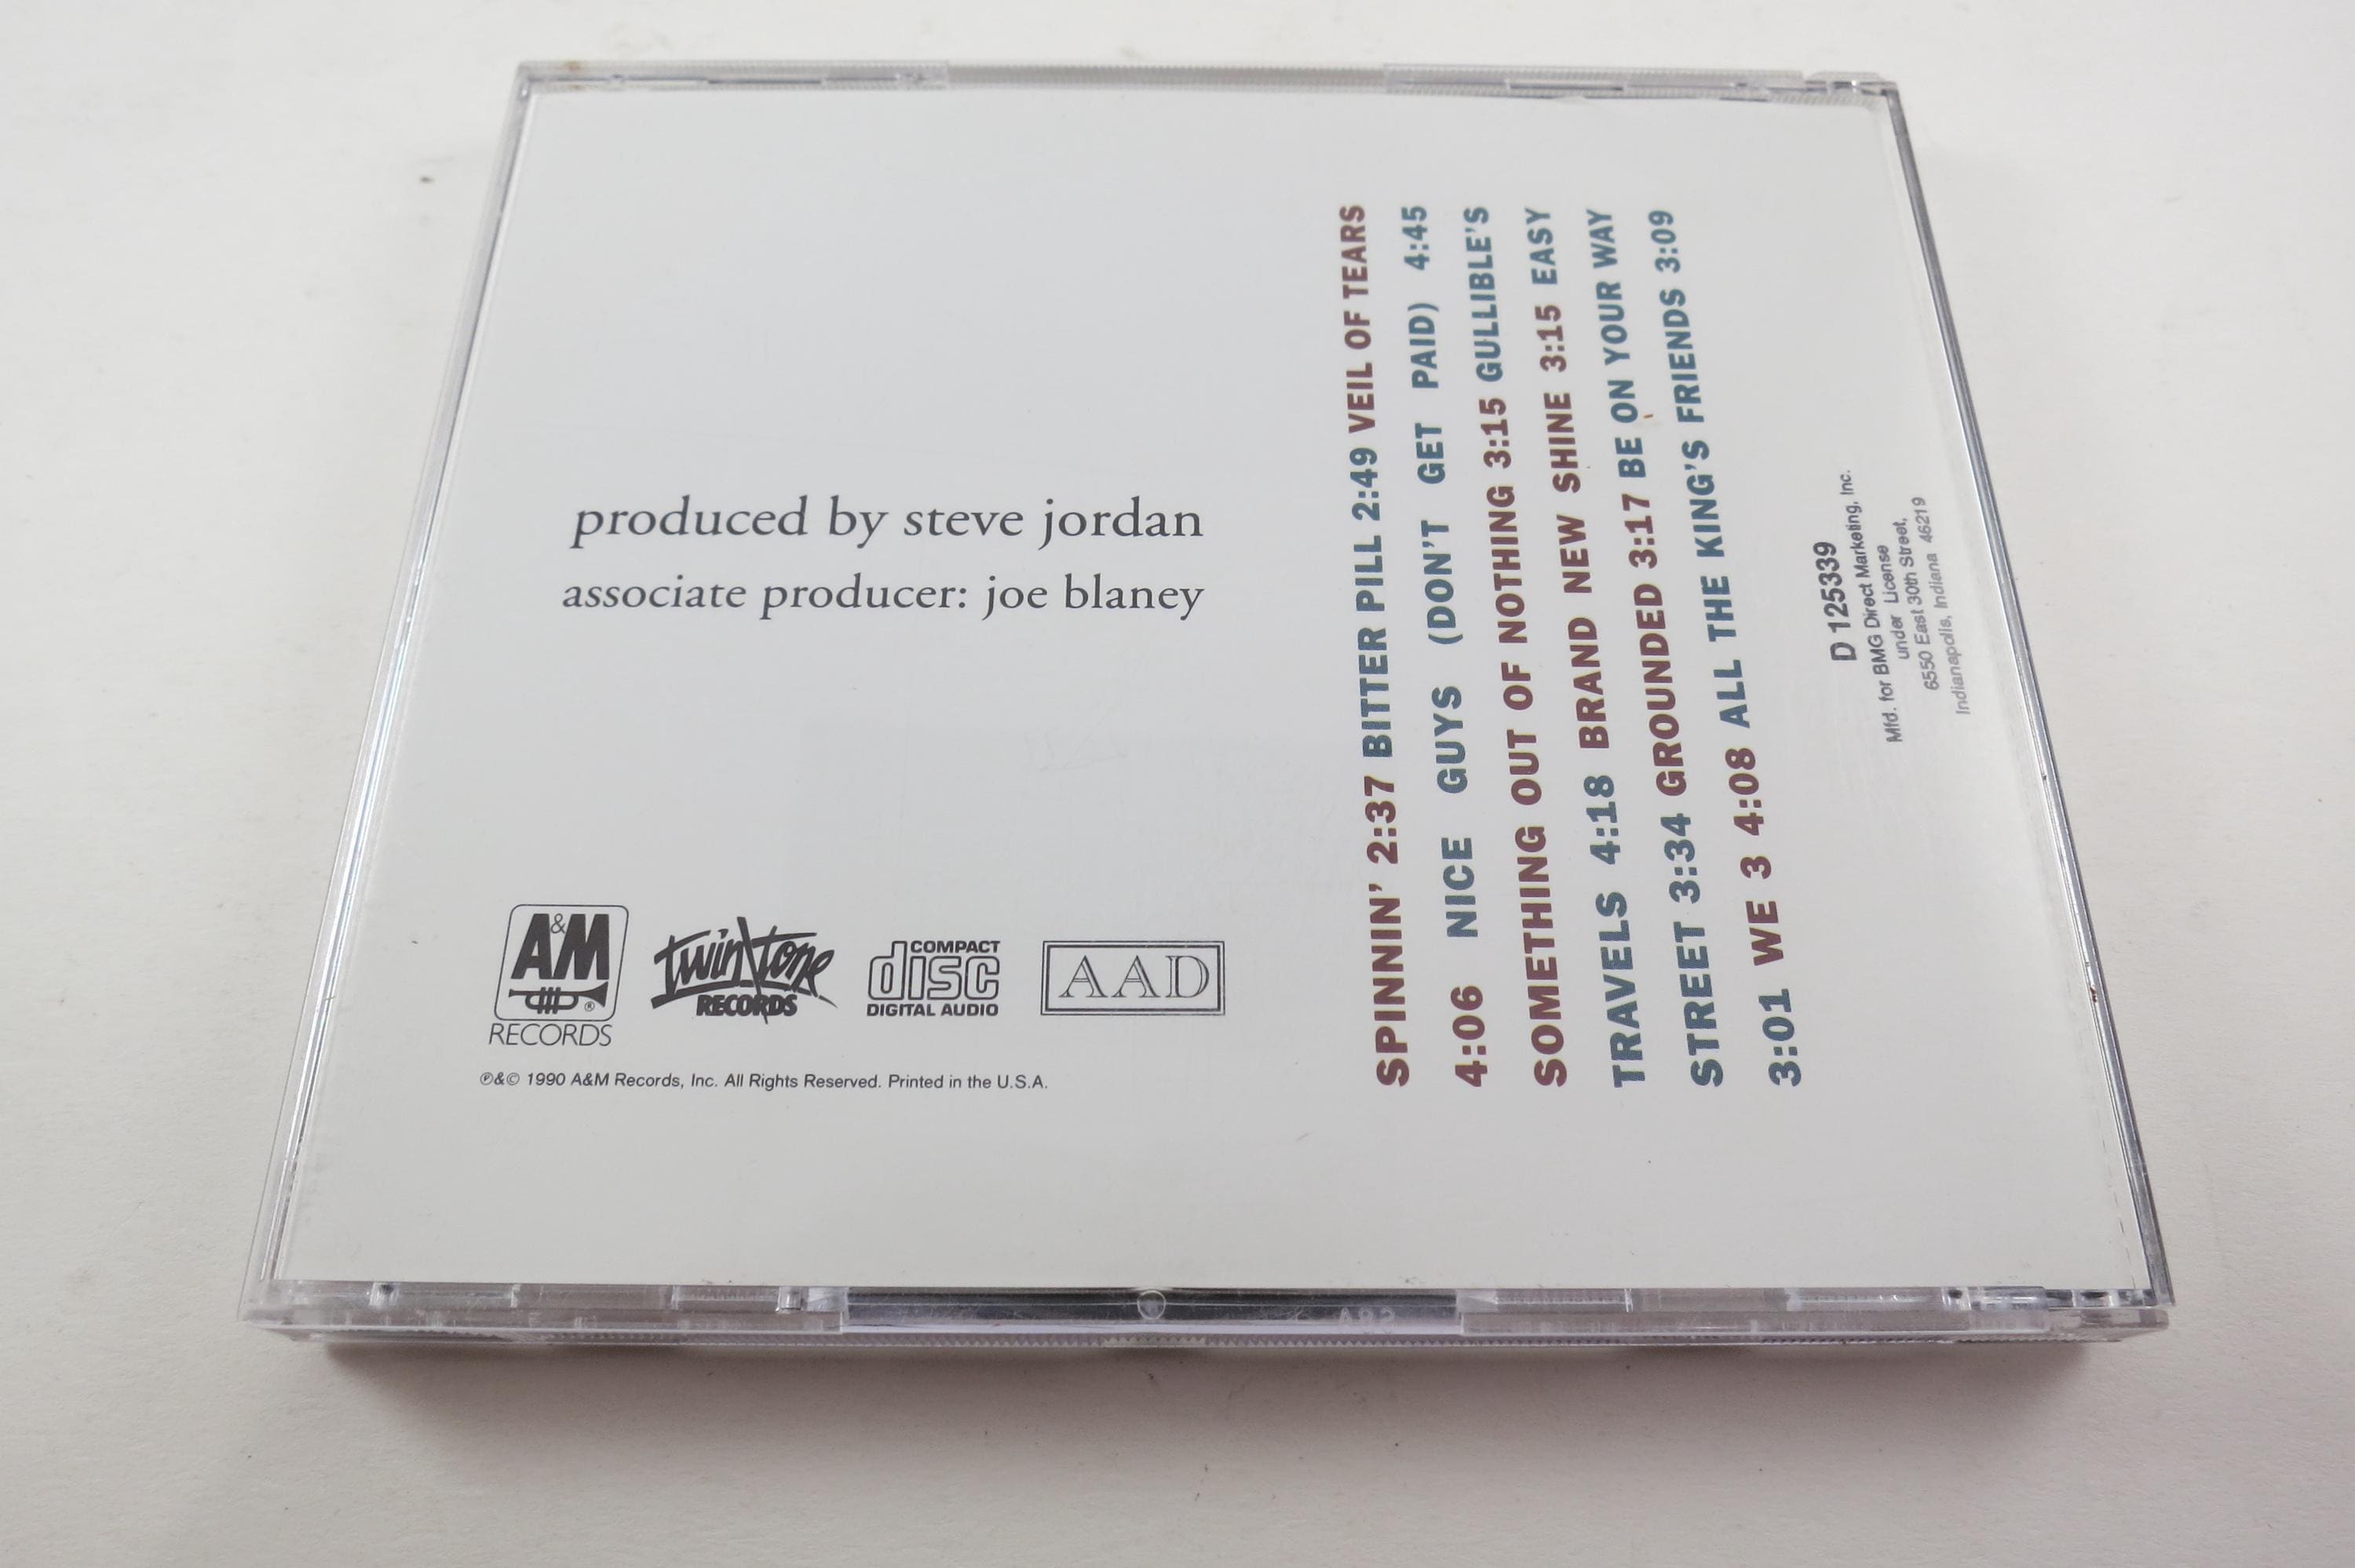 produced by steve jordan
associate producer: joe blaney
A&M
®
RECORDS
twin\tone
RECORDS
COMPACT
disc
DIGITAL AUDIO
AAD
℗&© 1990 A&M Records, Inc. All Rights Reserved. Printed in the U.S.A.
SPINNIN' 2:37 BITTER PILL 2:49 VEIL OF TEARS
4:06 NICE GUYS (DON'T GET PAID) 4:45
SOMETHING OUT OF NOTHING 3:15 GULLIBLE'S
TRAVELS 4:18 BRAND NEW SHINE 3:15 EASY
STREET 3:34 GROUNDED 3:17 BE ON YOUR WAY
3:01 WE 3 4:08 ALL THE KING'S FRIENDS 3:09
D 125339
Mfd. for BMG Direct Marketing, Inc.
under License
6550 East 30th Street,
Indianapolis, Indiana 46219